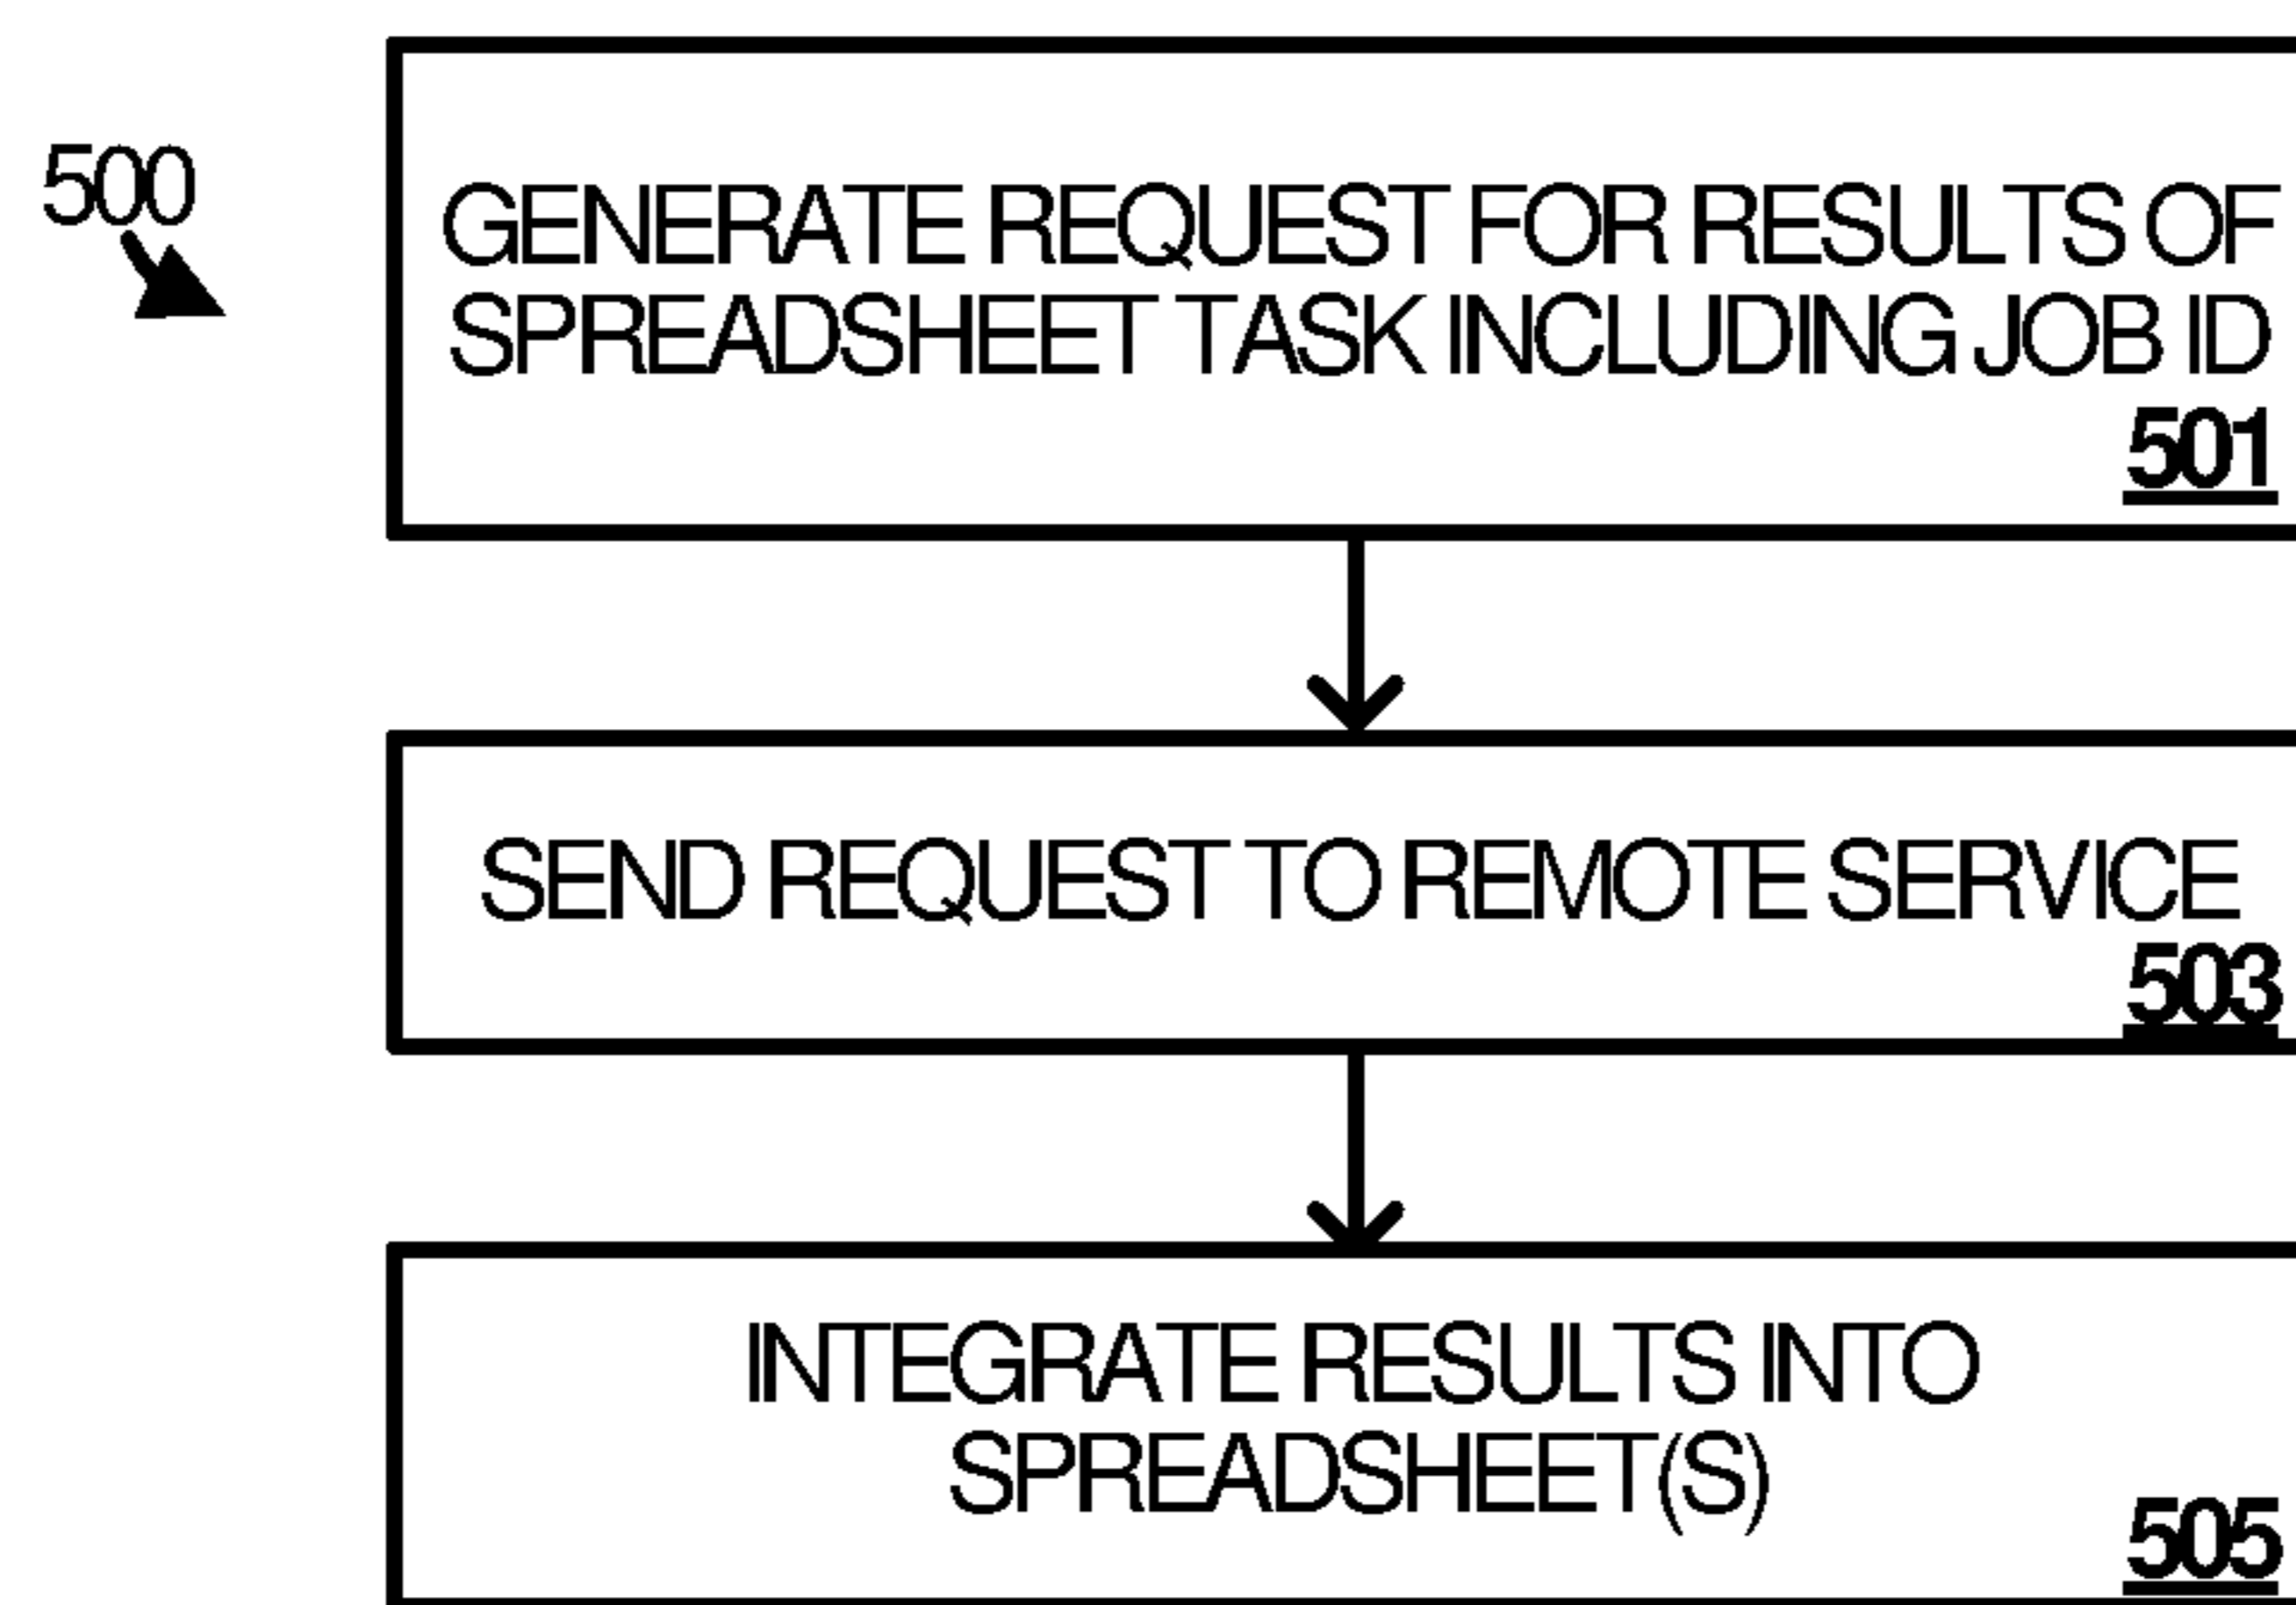 500
GENERATE REQUEST FOR RESULTS OF
SPREADSHEET TASK INCLUDING JOB ID
501
SEND REQUEST TO REMOTE SERVICE
503
INTEGRATE RESULTS INTO
SPREADSHEET(S)
505